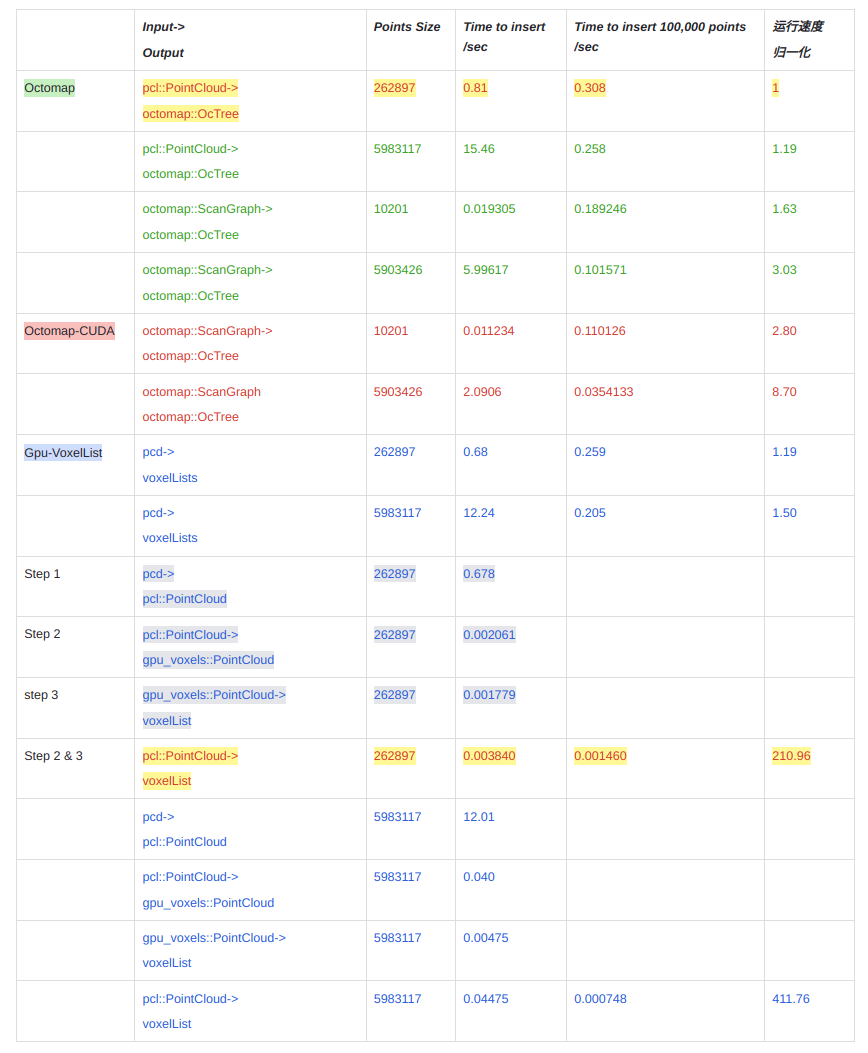 Input-> Points Size Time to insert Time to insert 100,000 points 运行速度
Output /sec /sec 归一化
Octomap pcl::PointCloud-> 262897 0.81 0.308 1
octomap::OcTree
pcl::PointCloud-> 5983117 15.46 0.258 1.19
octomap::OcTree
octomap::ScanGraph-> 10201 0.019305 0.189246 1.63
octomap::OcTree
octomap::ScanGraph-> 5903426 5.99617 0.101571 3.03
octomap::OcTree
Octomap-CUDA octomap::ScanGraph-> 10201 0.011234 0.110126 2.80
octomap::OcTree
octomap::ScanGraph 5903426 2.0906 0.0354133 8.70
octomap::OcTree
Gpu-VoxelList pcd-> 262897 0.68 0.259 1.19
voxelLists
pcd-> 5983117 12.24 0.205 1.50
voxelLists
Step 1 pcd-> 262897 0.678
pcl::PointCloud
Step 2 pcl::PointCloud-> 262897 0.002061
gpu_voxels::PointCloud
step 3 gpu_voxels::PointCloud-> 262897 0.001779
voxelList
Step 2 & 3 pcl::PointCloud-> 262897 0.003840 0.001460 210.96
voxelList
pcd-> 5983117 12.01
pcl::PointCloud
pcl::PointCloud-> 5983117 0.040
gpu_voxels::PointCloud
gpu_voxels::PointCloud-> 5983117 0.00475
voxelList
pcl::PointCloud-> 5983117 0.04475 0.000748 411.76
voxelList